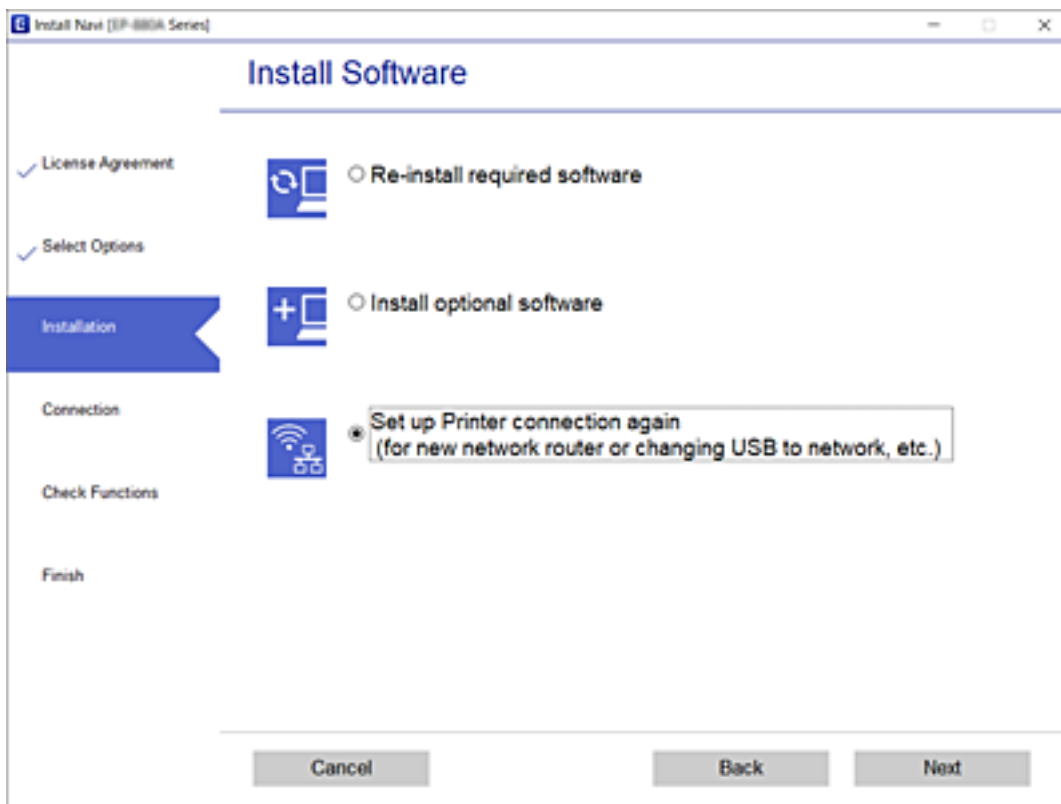 Install Navi [EP-880A Series]
Install Software
License Agreement
Select Options
Installation
Connection
Check Functions
Finish
Re-install required software
Install optional software
Set up Printer connection again
(for new network router or changing USB to network, etc.)
Cancel
Back
Next